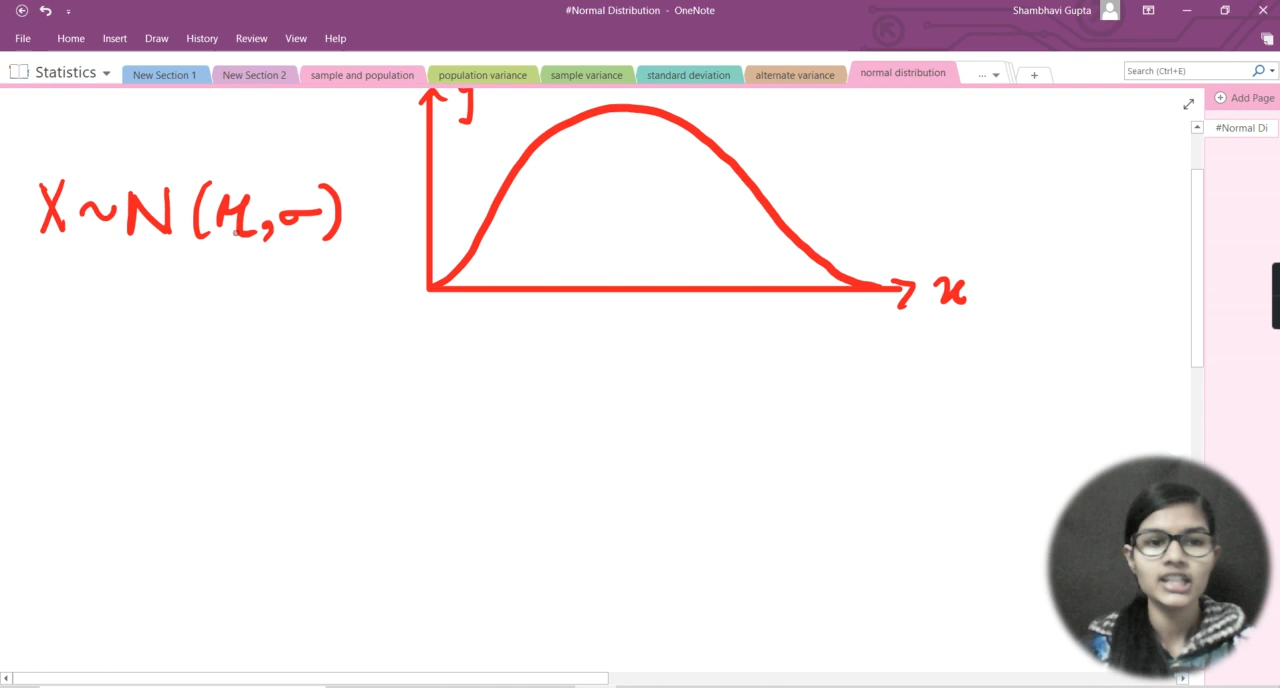 #Normal Distribution - OneNote
Shambhavi Gupta
File Home Insert Draw History Review View Help
Statistics
New Section 1
New Section 2
sample and population
population variance
sample variance
standard deviation
alternate variance
normal distribution
...
+
Search (Ctrl+E)
Add Page
#Normal Di
y
X ~ N (μ, σ)
x